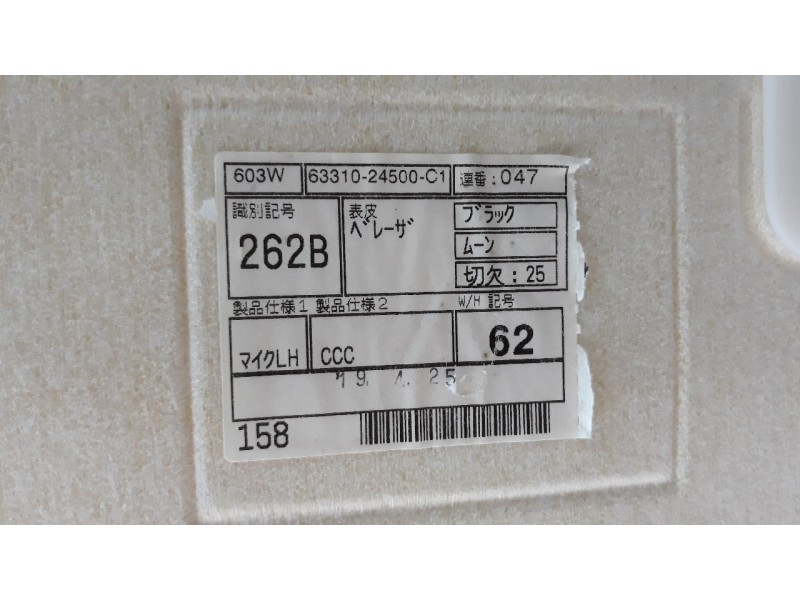 603W 63310-24500-C1 連番:047
識別記号 表皮 ブラック
262B ベレーザ ムーン
切欠:25
製品仕様1 製品仕様2 W/H 記号
マイクLH CCC 62
19. 4. 25
158